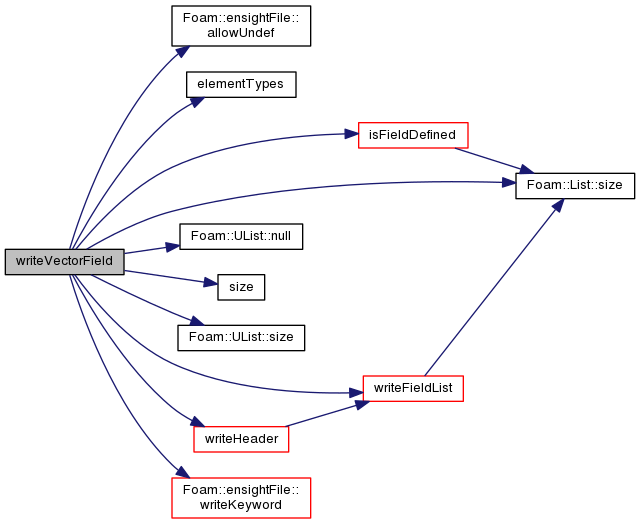 Foam::ensightFile::
allowUndef
elementTypes
isFieldDefined
Foam::List::size
Foam::UList::null
writeVectorField
size
Foam::UList::size
writeFieldList
writeHeader
Foam::ensightFile::
writeKeyword